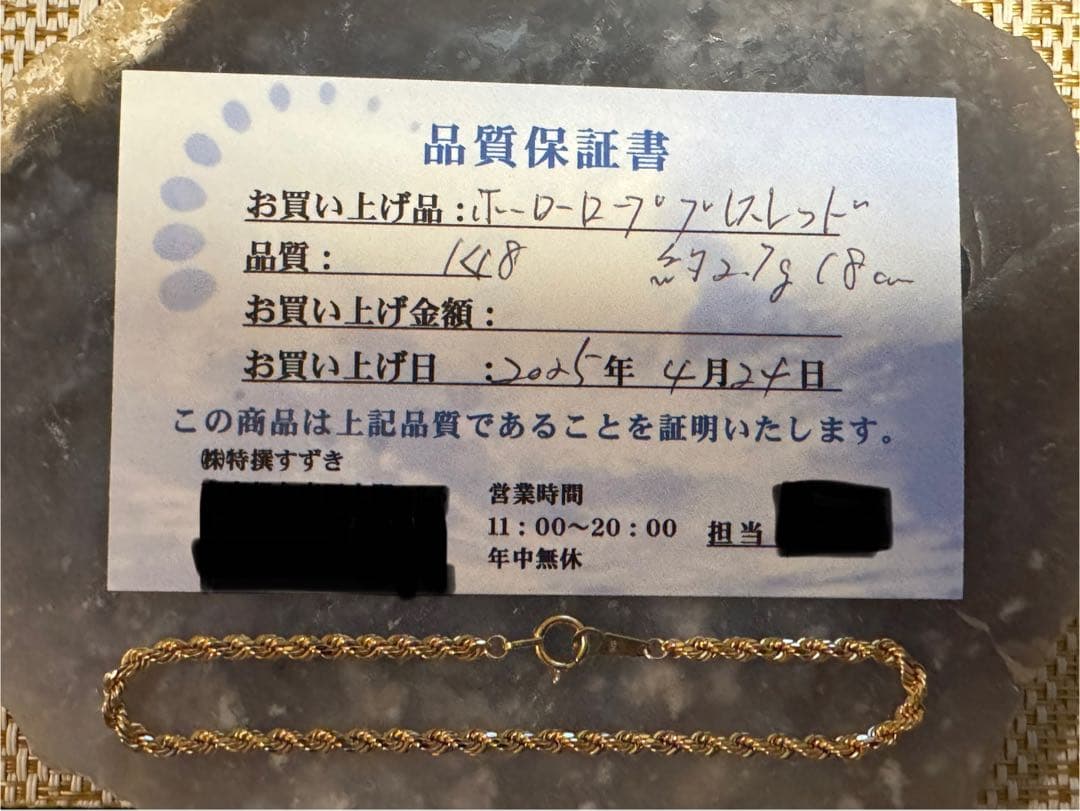 品質保証書
お買い上げ品：ホーローロープブレスレット
品質： K18 約2.7g 18cm
お買い上げ金額：
お買い上げ日 ：2025年 4月24日
この商品は上記品質であることを証明いたします。
㈱特撰すずき
営業時間
11：00〜20：00
年中無休
担当